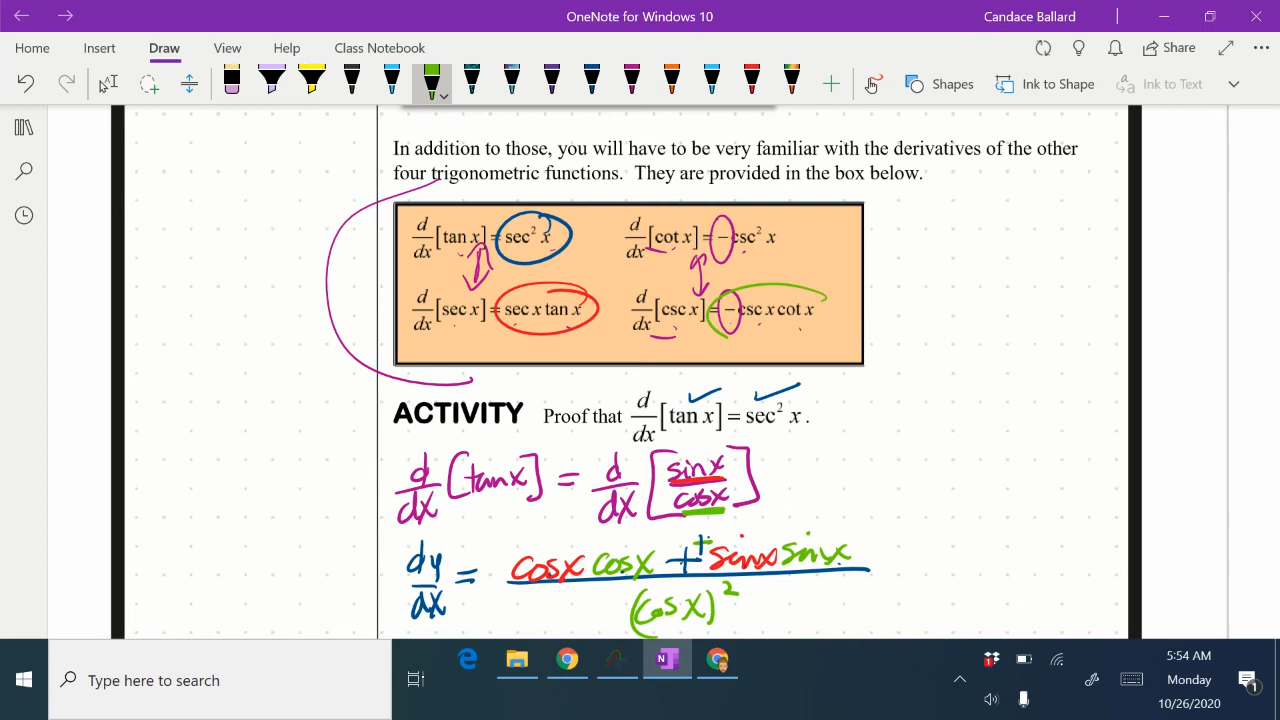 OneNote for Windows 10
Candace Ballard
Home Insert Draw View Help Class Notebook Share
Shapes Ink to Shape Ink to Text
In addition to those, you will have to be very familiar with the derivatives of the other
four trigonometric functions. They are provided in the box below.
d/dx [tan x] = sec² x d/dx [cot x] = −csc² x
d/dx [sec x] = sec x tan x d/dx [csc x] = −csc x cot x
ACTIVITY Proof that d/dx [tan x] = sec² x.
d/dx [tanx] = d/dx [sinx/cosx]
dy/dx = cosx cosx + + sinx sinx / (cosx)²
Type here to search
N
1
5:54 AM
Monday
10/26/2020
1